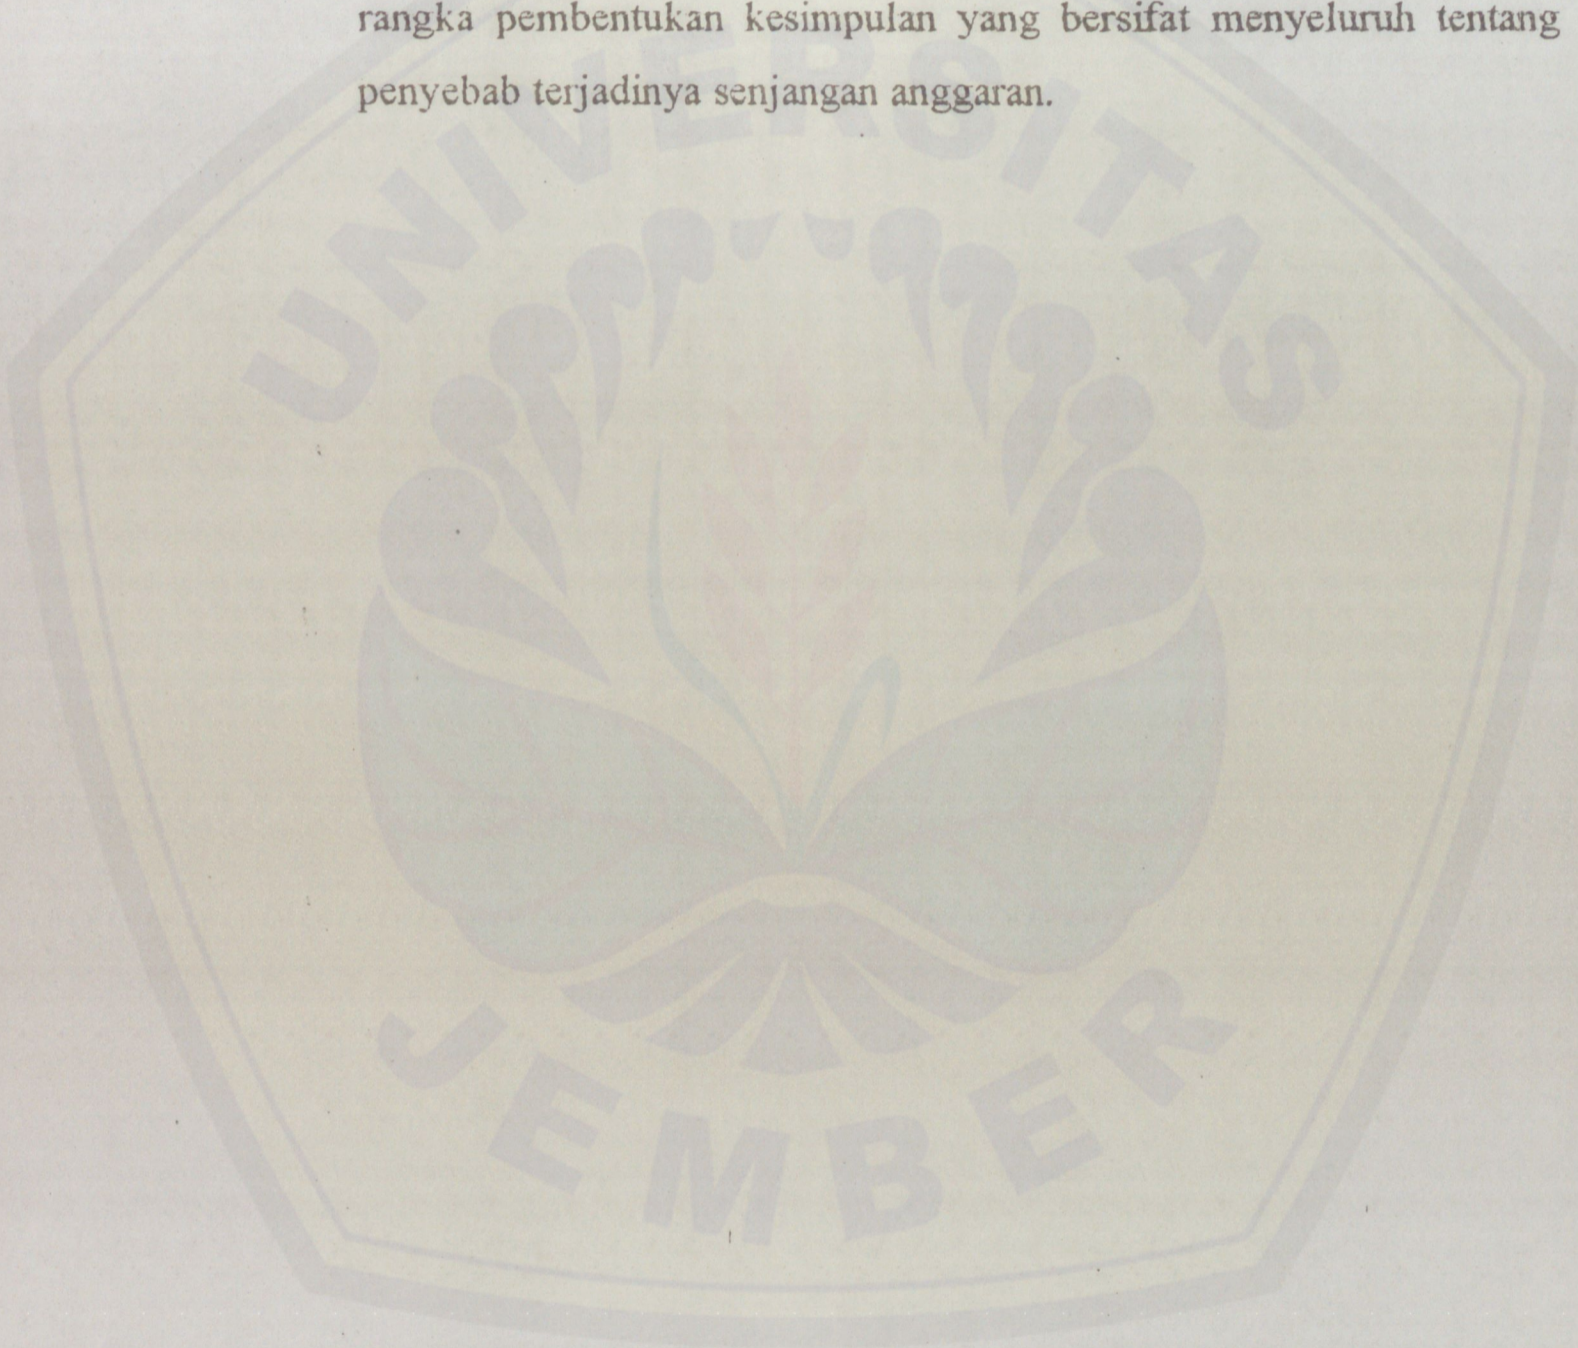 rangka pembentukan kesimpulan yang bersifat menyeluruh tentang
penyebab terjadinya senjangan anggaran.
UNIVERSITAS
JEMBER